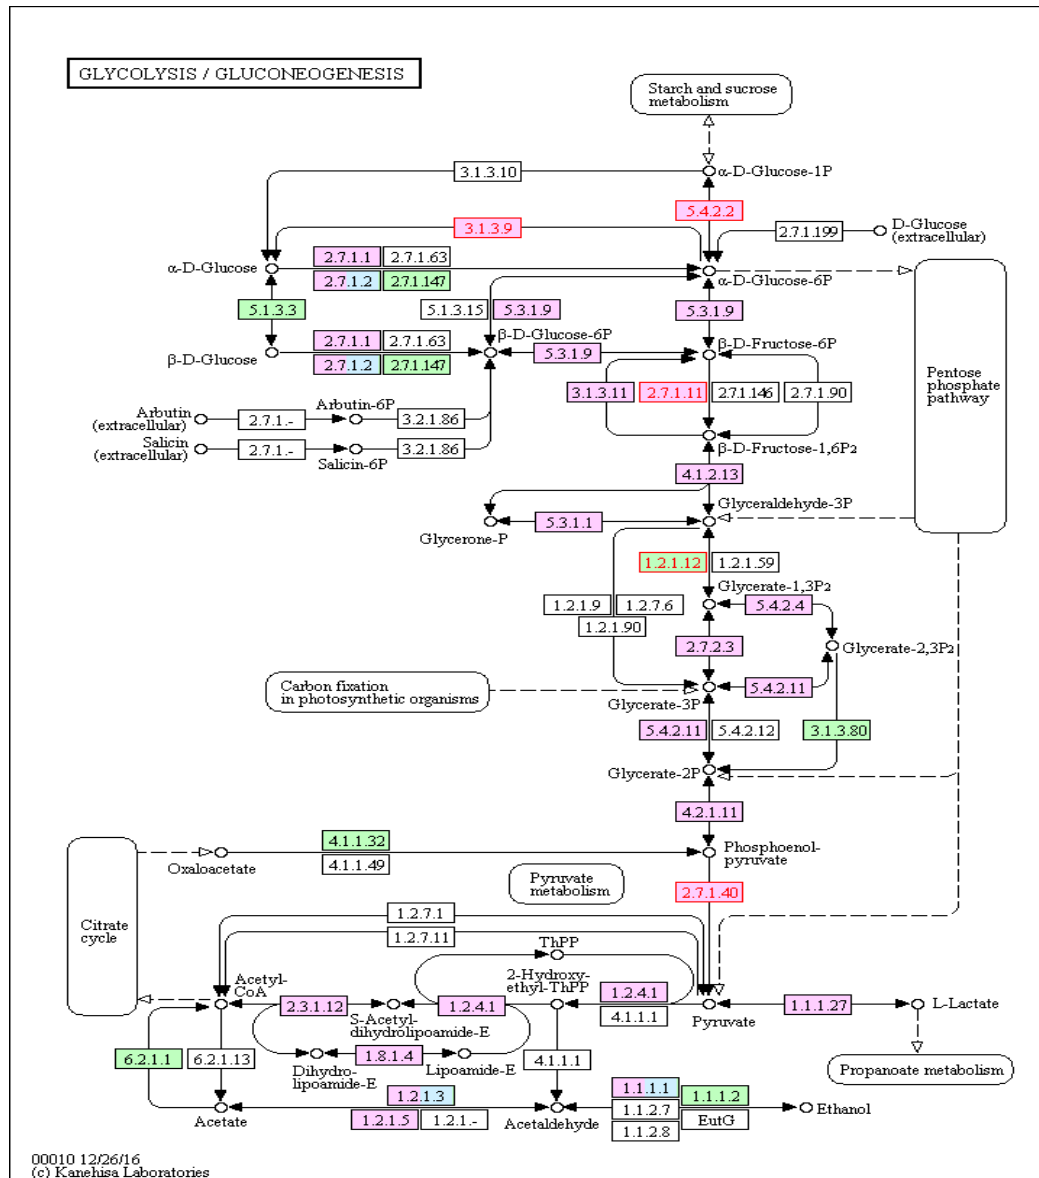 GLYCOLYSIS / GLUCONEOGENESIS
Starch and sucrose
metabolism
3.1.3.10
α-D-Glucose-1P
5.4.2.2
3.1.3.9
2.7.1.199
D-Glucose
(extracellular)
2.7.1.1
2.7.1.63
α-D-Glucose
2.7.1.2
2.7.1.147
α-D-Glucose-6P
5.1.3.3
5.1.3.15
5.3.1.9
5.3.1.9
β-D-Glucose-6P
2.7.1.1
2.7.1.63
β-D-Glucose
2.7.1.2
2.7.1.147
5.3.1.9
β-D-Fructose-6P
Pentose
phosphate
pathway
3.1.3.11
2.7.1.11
2.7.1.146
2.7.1.90
Arbutin
(extracellular)
2.7.1.-
Arbutin-6P
3.2.1.86
Salicin
(extracellular)
2.7.1.-
Salicin-6P
3.2.1.86
β-D-Fructose-1,6P2
4.1.2.13
Glyceraldehyde-3P
Glycerone-P
5.3.1.1
1.2.1.12
1.2.1.59
Glycerate-1,3P2
1.2.1.9
1.2.7.6
1.2.1.90
5.4.2.4
2.7.2.3
Glycerate-2,3P2
Carbon fixation
in photosynthetic organisms
5.4.2.11
Glycerate-3P
5.4.2.11
5.4.2.12
3.1.3.80
Glycerate-2P
4.2.1.11
4.1.1.32
4.1.1.49
Oxaloacetate
Phosphoenol-
pyruvate
Pyruvate
metabolism
2.7.1.40
Citrate
cycle
1.2.7.1
1.2.7.11
ThPP
2-Hydroxy-
ethyl-ThPP
Acetyl-
CoA
2.3.1.12
S-Acetyl-
dihydrolipoamide-E
1.2.4.1
1.2.4.1
4.1.1.1
Pyruvate
1.1.1.27
L-Lactate
6.2.1.1
6.2.1.13
Dihydro-
lipoamide-E
1.8.1.4
Lipoamide-E
4.1.1.1
Propanoate metabolism
1.2.1.3
1.2.1.5
1.2.1.-
Acetate
Acetaldehyde
1.1.1.1
1.1.1.2
1.1.2.7
EutG
1.1.2.8
Ethanol
00010 12/26/16
(c) Kanehisa Laboratories